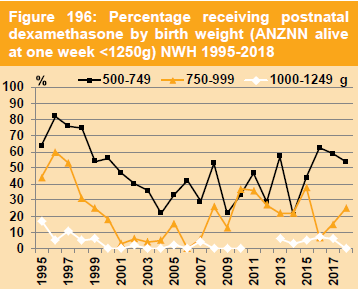 Figure 196: Percentage receiving postnatal
dexamethasone by birth weight (ANZNN alive
at one week <1250g) NWH 1995-2018
% 500-749 750-999 1000-1249 g
100
90
80
70
60
50
40
30
20
10
0
1995 1997 1999 2001 2003 2005 2007 2009 2011 2013 2015 2017